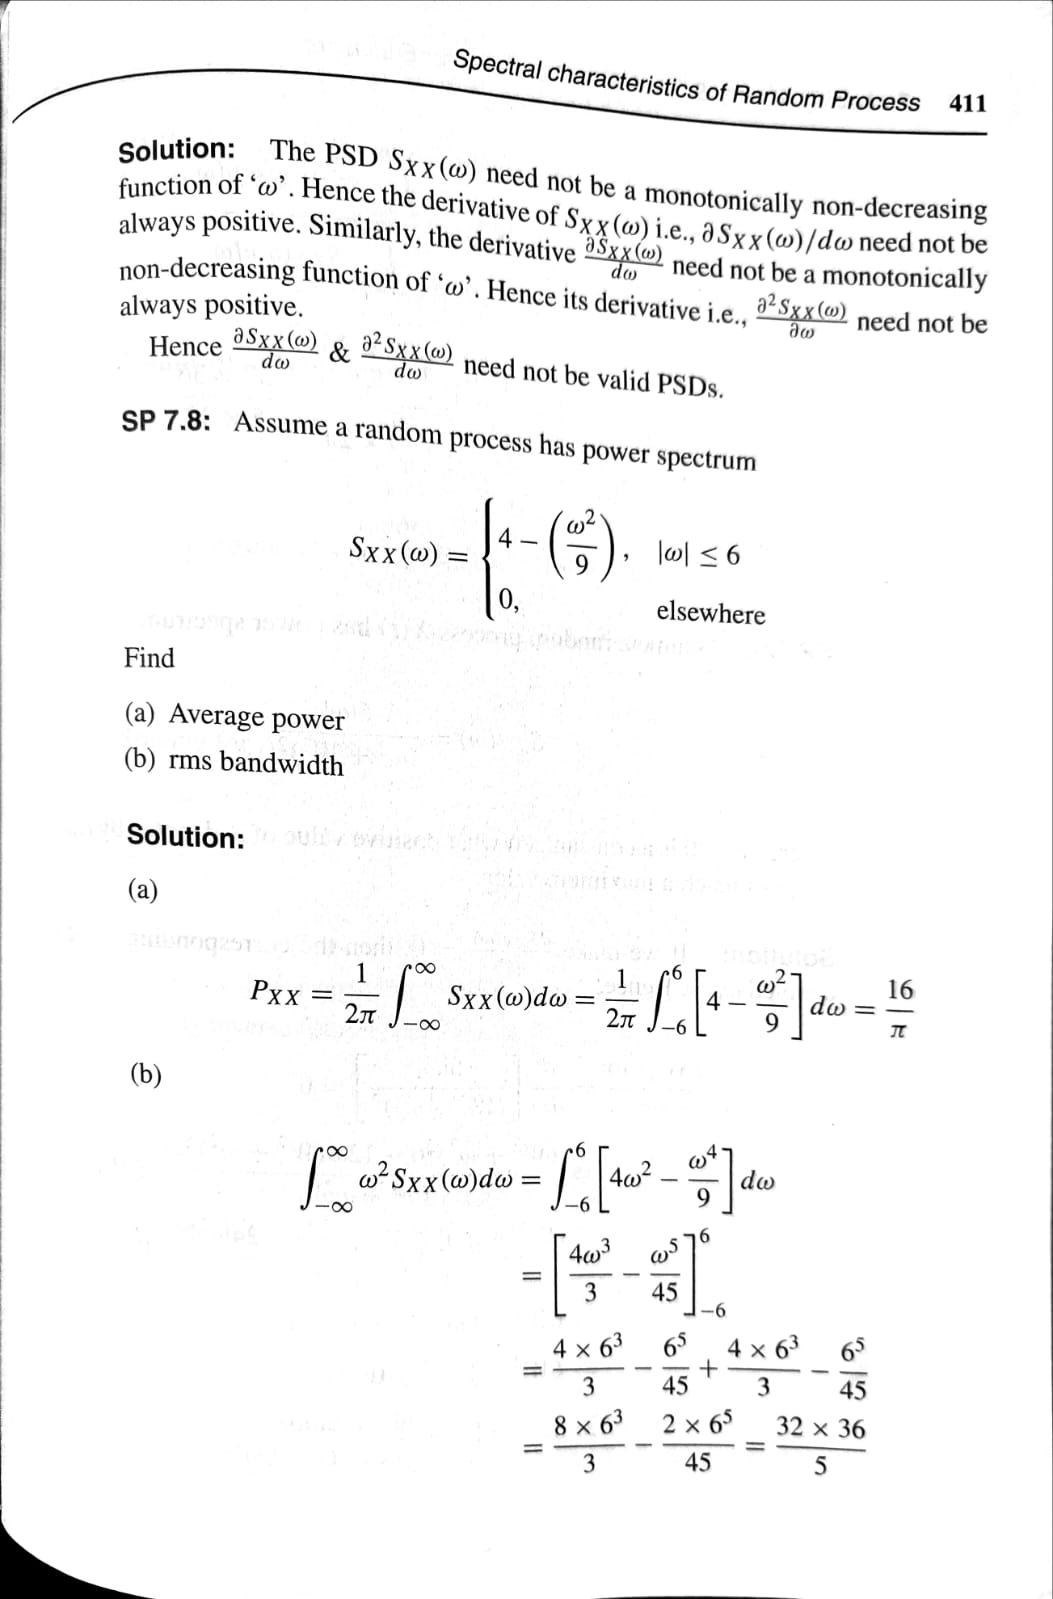 Spectral characteristics of Random Process 411
Solution: The PSD S_XX(ω) need not be a monotonically non-decreasing
function of ‘ω’. Hence the derivative of S_XX(ω) i.e., ∂S_XX(ω)/dω need not be
always positive. Similarly, the derivative ∂S_XX(ω)/dω need not be a monotonically
non-decreasing function of ‘ω’. Hence its derivative i.e., ∂²S_XX(ω)/∂ω need not be
always positive.
Hence ∂S_XX(ω)/dω & ∂²S_XX(ω)/dω need not be valid PSDs.
SP 7.8: Assume a random process has power spectrum
S_XX(ω) = { 4 − (ω²/9), |ω| ≤ 6
0, elsewhere
Find
(a) Average power
(b) rms bandwidth
Solution:
(a)
P_XX = 1/2π ∫_{−∞}^{∞} S_XX(ω)dω = 1/2π ∫_{−6}^{6} [4 − ω²/9] dω = 16/π
(b)
∫_{−∞}^{∞} ω² S_XX(ω)dω = ∫_{−6}^{6} [4ω² − ω⁴/9] dω
= [4ω³/3 − ω⁵/45]_{−6}^{6}
= 4 × 6³/3 − 6⁵/45 + 4 × 6³/3 − 6⁵/45
= 8 × 6³/3 − 2 × 6⁵/45 = 32 × 36/5